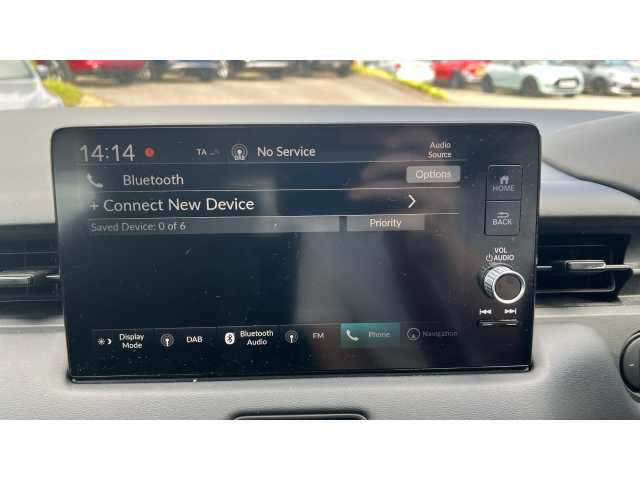 14:14
TA
DAB
No Service
Audio
Source
Bluetooth
Options
+ Connect New Device
Saved Device: 0 of 6
Priority
HOME
BACK
VOL
AUDIO
Display
Mode
DAB
Bluetooth
Audio
FM
Phone
Navigation